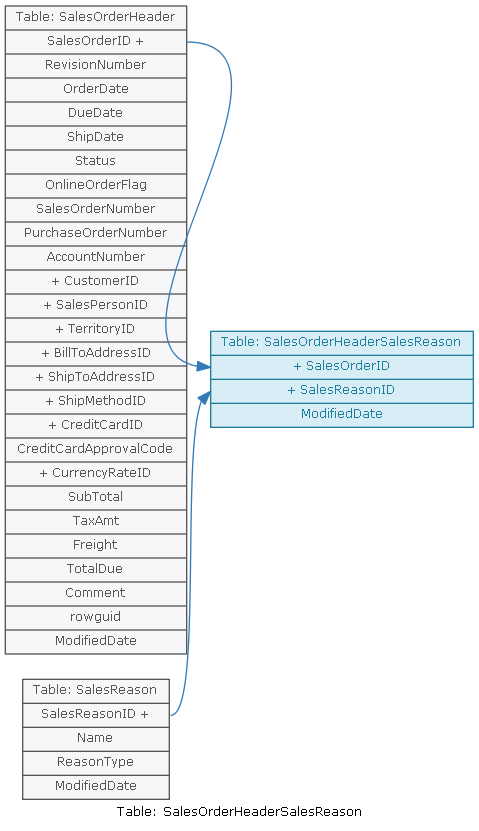 Table: SalesOrderHeader
SalesOrderID +
RevisionNumber
OrderDate
DueDate
ShipDate
Status
OnlineOrderFlag
SalesOrderNumber
PurchaseOrderNumber
AccountNumber
+ CustomerID
+ SalesPersonID
+ TerritoryID
+ BillToAddressID
+ ShipToAddressID
+ ShipMethodID
+ CreditCardID
CreditCardApprovalCode
+ CurrencyRateID
SubTotal
TaxAmt
Freight
TotalDue
Comment
rowguid
ModifiedDate
Table: SalesOrderHeaderSalesReason
+ SalesOrderID
+ SalesReasonID
ModifiedDate
Table: SalesReason
SalesReasonID +
Name
ReasonType
ModifiedDate
Table: SalesOrderHeaderSalesReason